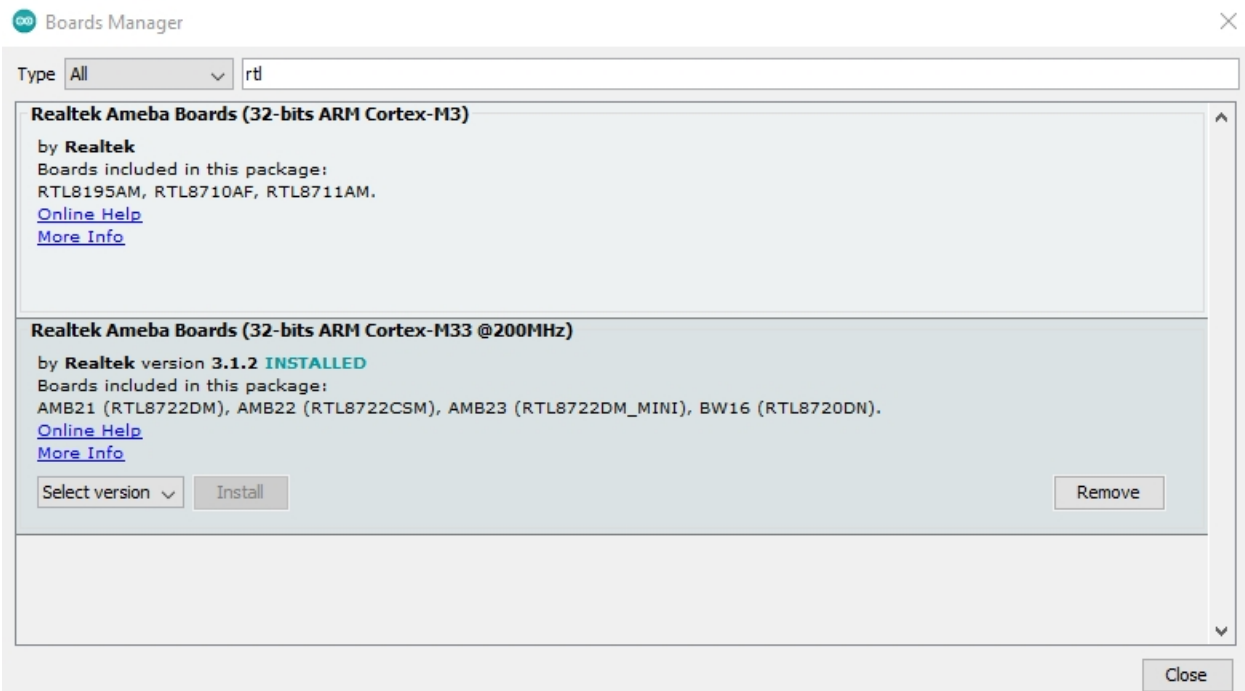 Boards Manager
Type All rtl
Realtek Ameba Boards (32-bits ARM Cortex-M3)
by Realtek
Boards included in this package:
RTL8195AM, RTL8710AF, RTL8711AM.
Online Help
More Info
Realtek Ameba Boards (32-bits ARM Cortex-M33 @200MHz)
by Realtek version 3.1.2 INSTALLED
Boards included in this package:
AMB21 (RTL8722DM), AMB22 (RTL8722CSM), AMB23 (RTL8722DM_MINI), BW16 (RTL8720DN).
Online Help
More Info
Select version Install Remove
Close